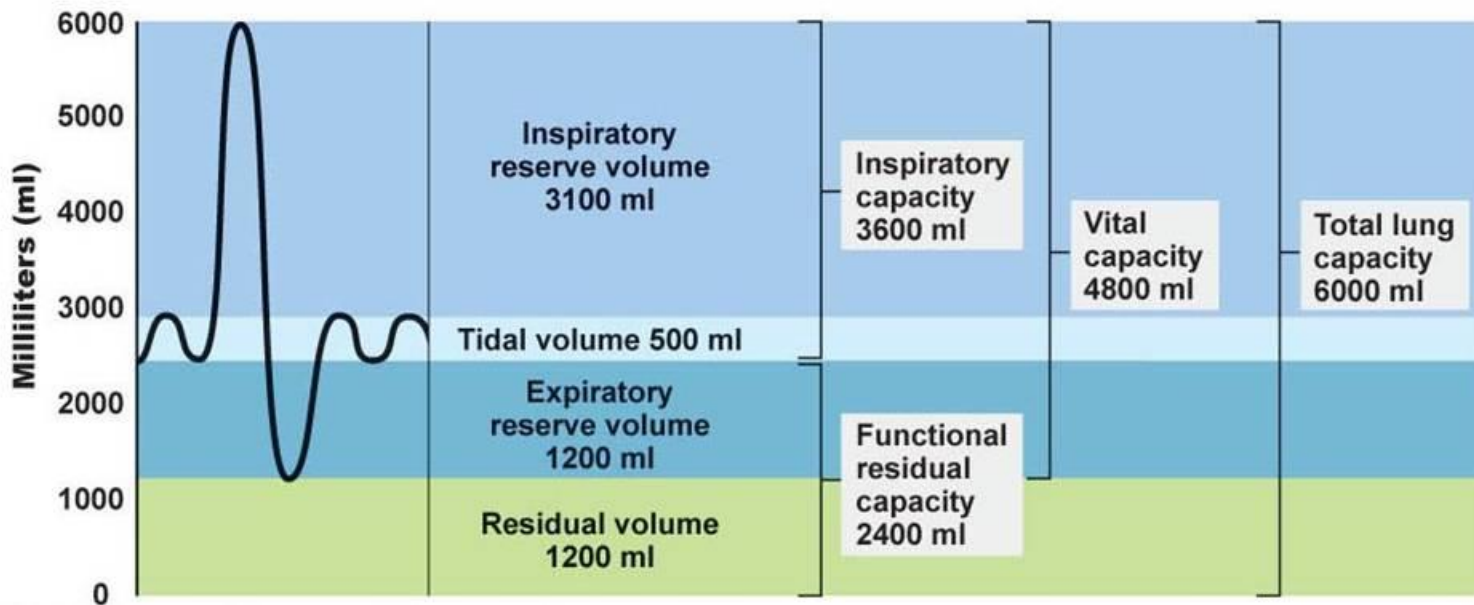 Milliliters (ml)
6000
5000
4000
3000
2000
1000
0
Inspiratory
reserve volume
3100 ml
Tidal volume 500 ml
Expiratory
reserve volume
1200 ml
Residual volume
1200 ml
Inspiratory
capacity
3600 ml
Functional
residual
capacity
2400 ml
Vital
capacity
4800 ml
Total lung
capacity
6000 ml